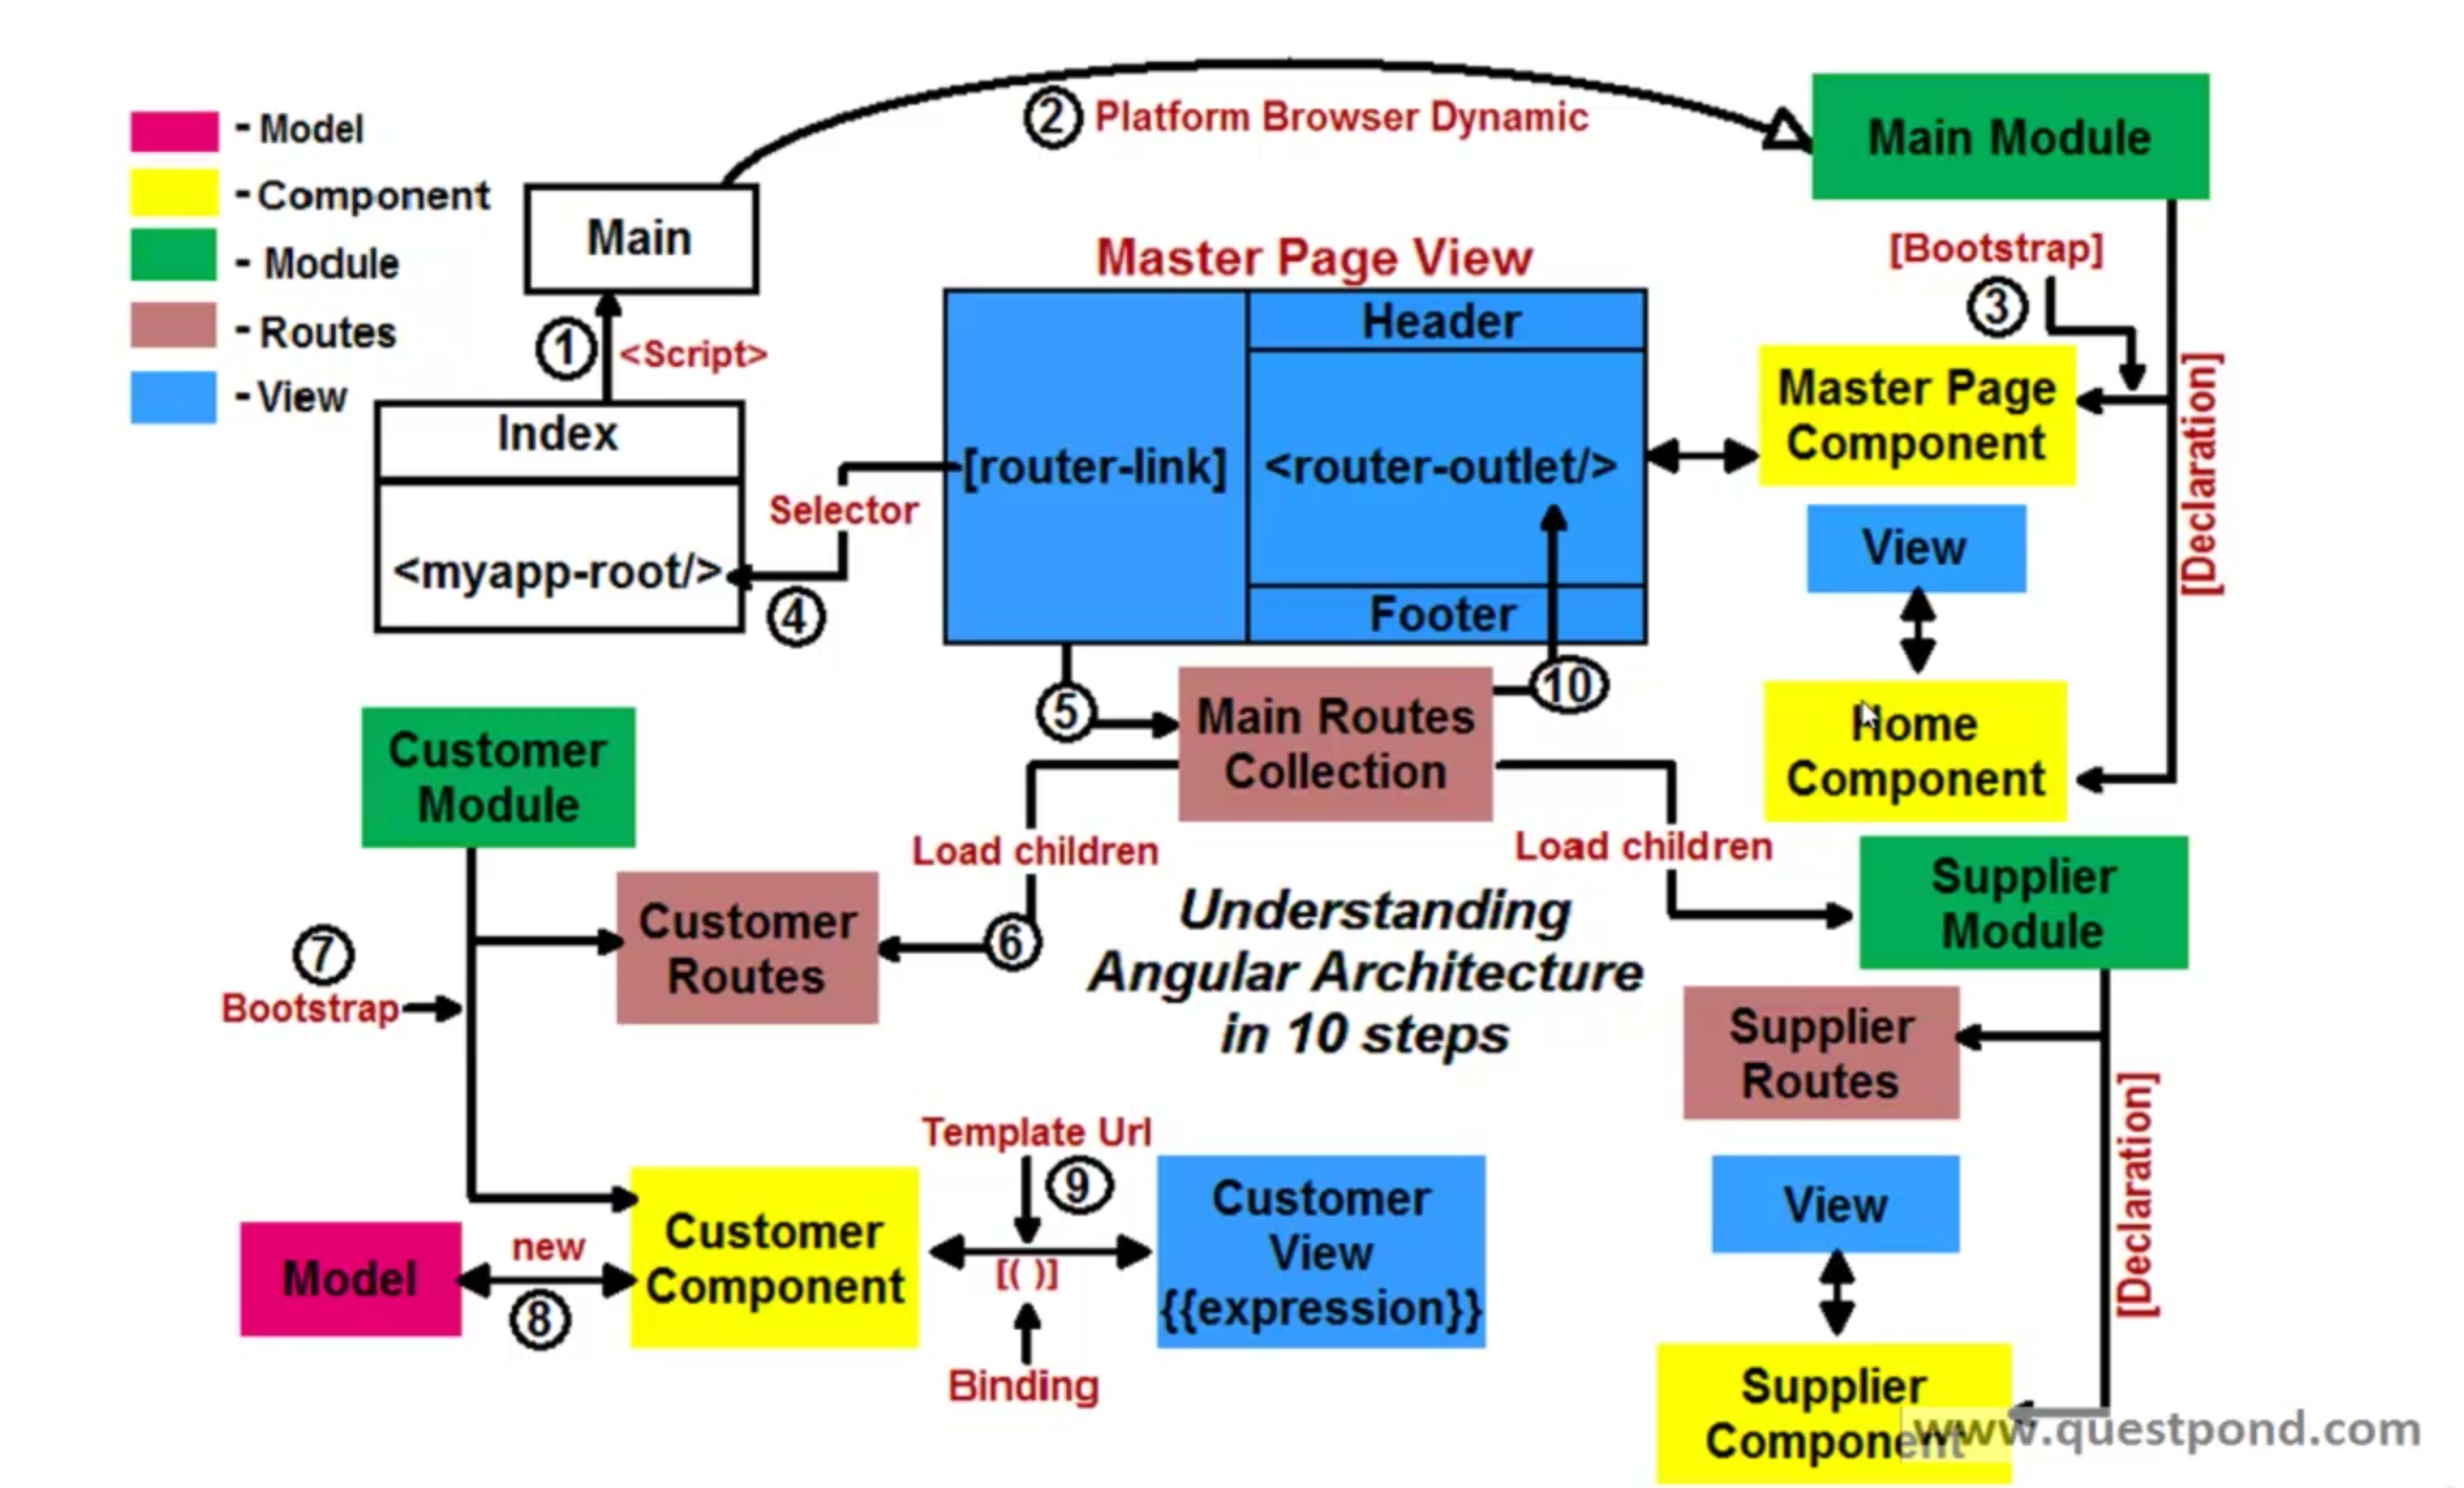 - Model
- Component
- Module
- Routes
- View
2 Platform Browser Dynamic
Main Module
Main
1 <Script>
Index
<myapp-root/>
Master Page View
[router-link]
Header
<router-outlet/>
Footer
Selector
4
[Bootstrap]
3
Master Page
Component
[Declaration]
View
Home
Component
5
Main Routes
Collection
10
Load children
Load children
6
Customer
Module
Customer
Routes
7
Bootstrap
Understanding
Angular Architecture
in 10 steps
Supplier
Module
Supplier
Routes
[Declaration]
View
Supplier
Component
Model
new
8
Customer
Component
Template Url
9
[( )]
Binding
Customer
View
{{expression}}
www.questpond.com